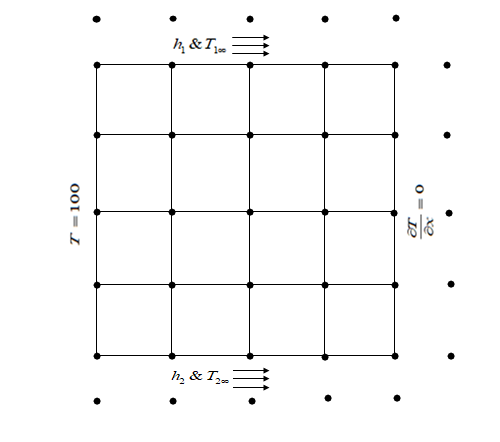 h₁ & T₁∞
T = 100
∂T/∂x = 0
h₂ & T₂∞